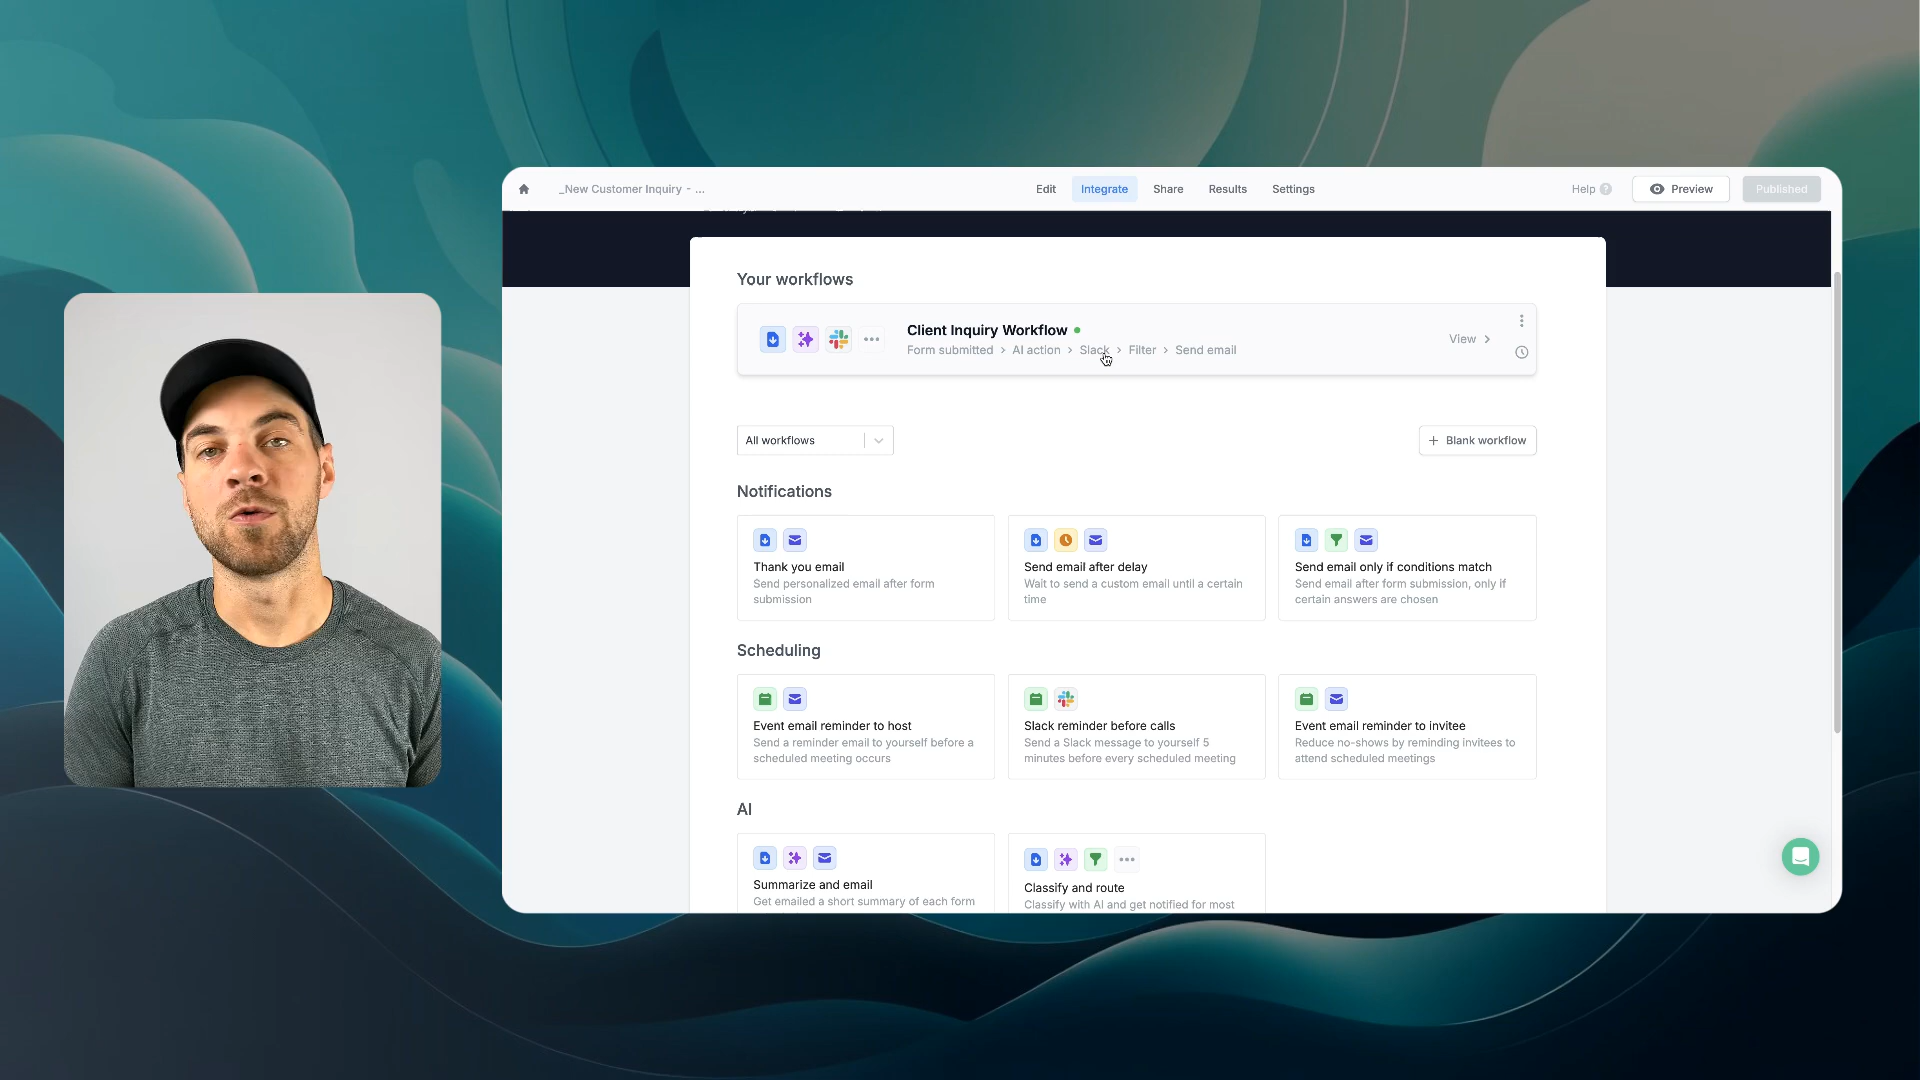 _New Customer Inquiry - ...
Edit
Integrate
Share
Results
Settings
Help
Preview
Published
Your workflows
Client Inquiry Workflow
Form submitted > AI action > Slack > Filter > Send email
View
All workflows
+ Blank workflow
Notifications
Thank you email
Send personalized email after form
submission
Send email after delay
Wait to send a custom email until a certain
time
Send email only if conditions match
Send email after form submission, only if
certain answers are chosen
Scheduling
Event email reminder to host
Send a reminder email to yourself before a
scheduled meeting occurs
Slack reminder before calls
Send a Slack message to yourself 5
minutes before every scheduled meeting
Event email reminder to invitee
Reduce no-shows by reminding invitees to
attend scheduled meetings
AI
Summarize and email
Get emailed a short summary of each form
Classify and route
Classify with AI and get notified for most